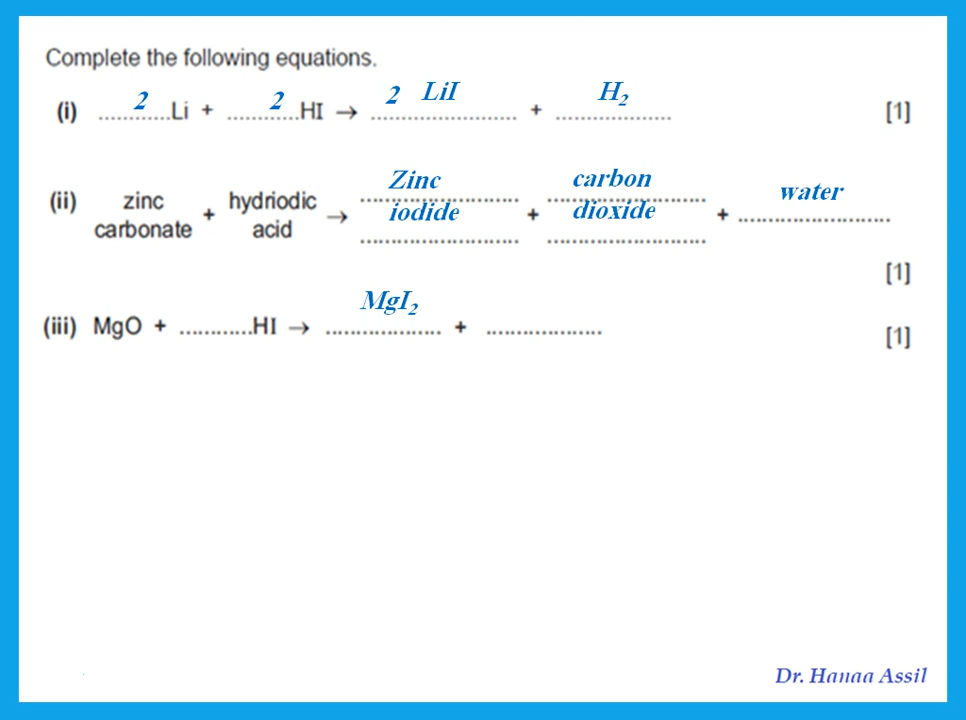 Complete the following equations.
(i) 2 Li + 2 HI → 2 LiI + H₂ [1]
(ii) zinc carbonate + hydriodic acid → Zinc iodide + carbon dioxide + water
[1]
(iii) MgO + ............HI → MgI₂ + ................... [1]
Dr. Hanaa Assil